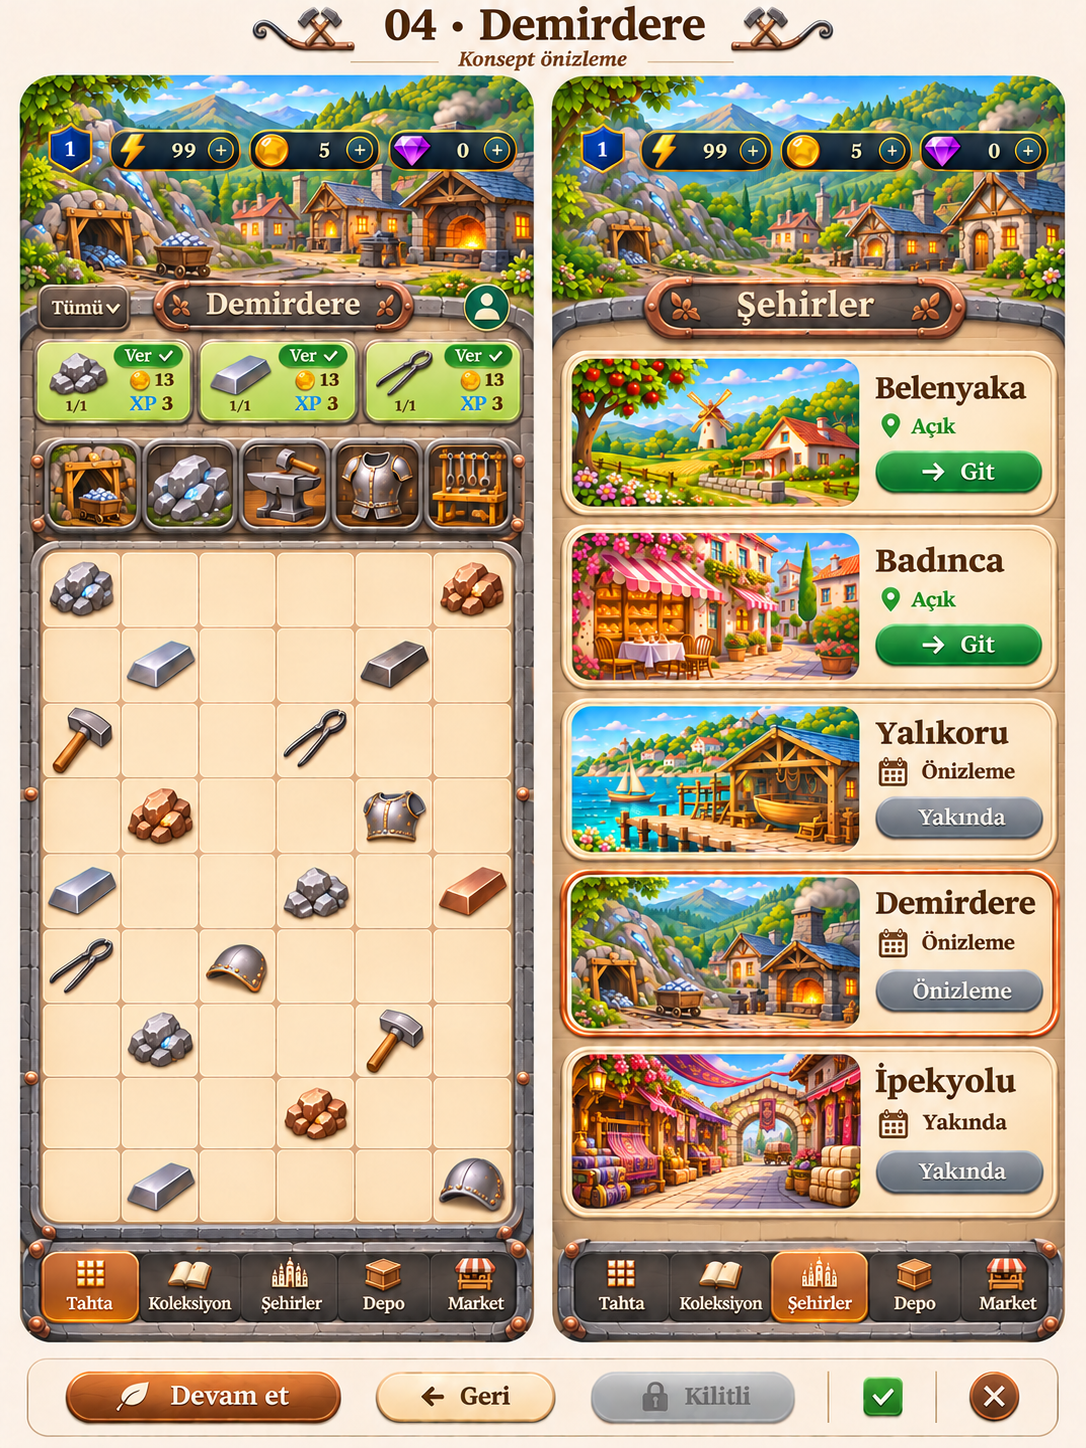 04 • Demirdere
Konsept önizleme
1
99 +
5 +
0 +
Tümü
Demirdere
Ver
13
XP 3
1/1
Ver
13
XP 3
1/1
Ver
13
XP 3
1/1
Tahta
Koleksiyon
Şehirler
Depo
Market
1
99 +
5 +
0 +
Şehirler
Belenyaka
Açık
→ Git
Badınca
Açık
→ Git
Yalıkoru
Önizleme
Yakında
Demirdere
Önizleme
Önizleme
İpekyolu
Yakında
Yakında
Tahta
Koleksiyon
Şehirler
Depo
Market
Devam et
← Geri
Kilitli